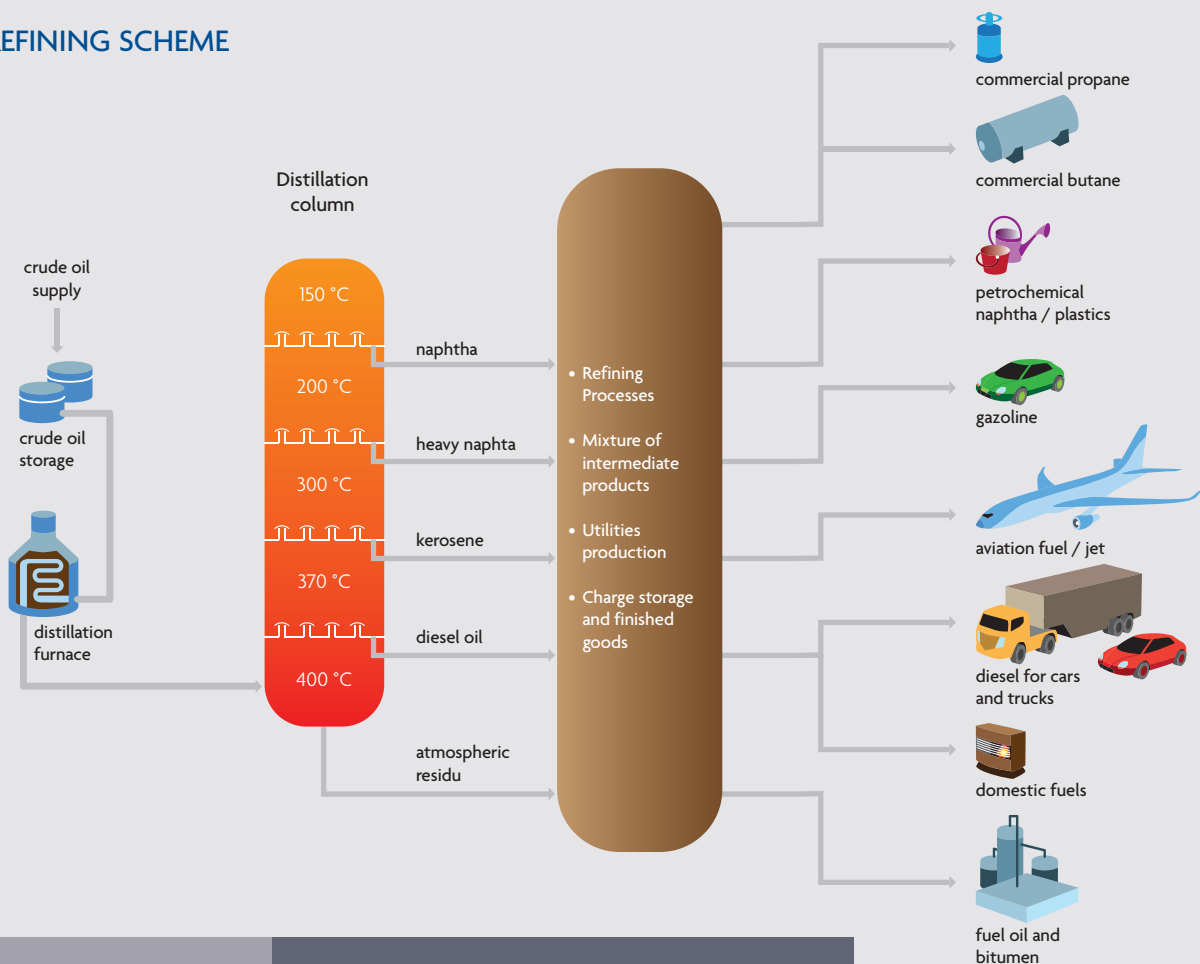 EFINING SCHEME
crude oil
supply
crude oil
storage
distillation
furnace
Distillation
column
150 °C
200 °C
300 °C
370 °C
400 °C
naphtha
heavy naphta
kerosene
diesel oil
atmospheric
residu
• Refining
Processes
• Mixture of
intermediate
products
• Utilities
production
• Charge storage
and finished
goods
commercial propane
commercial butane
petrochemical
naphtha / plastics
gazoline
aviation fuel / jet
diesel for cars
and trucks
domestic fuels
fuel oil and
bitumen